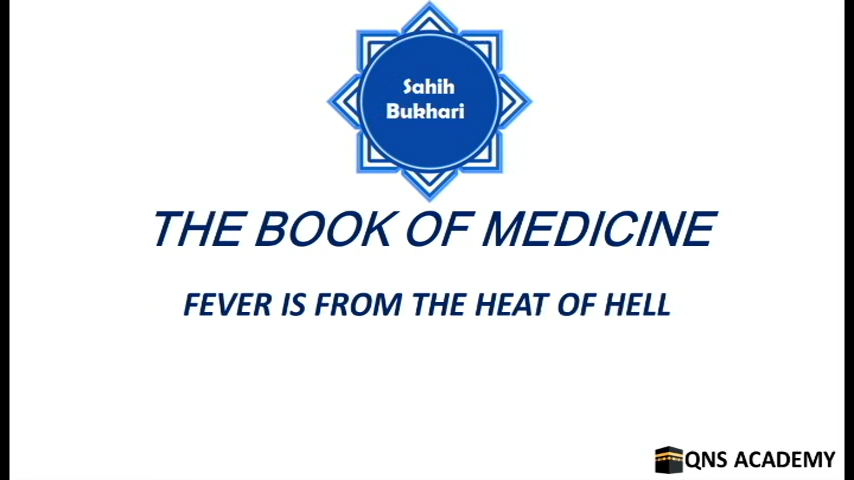 Sahih
Bukhari
THE BOOK OF MEDICINE
FEVER IS FROM THE HEAT OF HELL
QNS ACADEMY